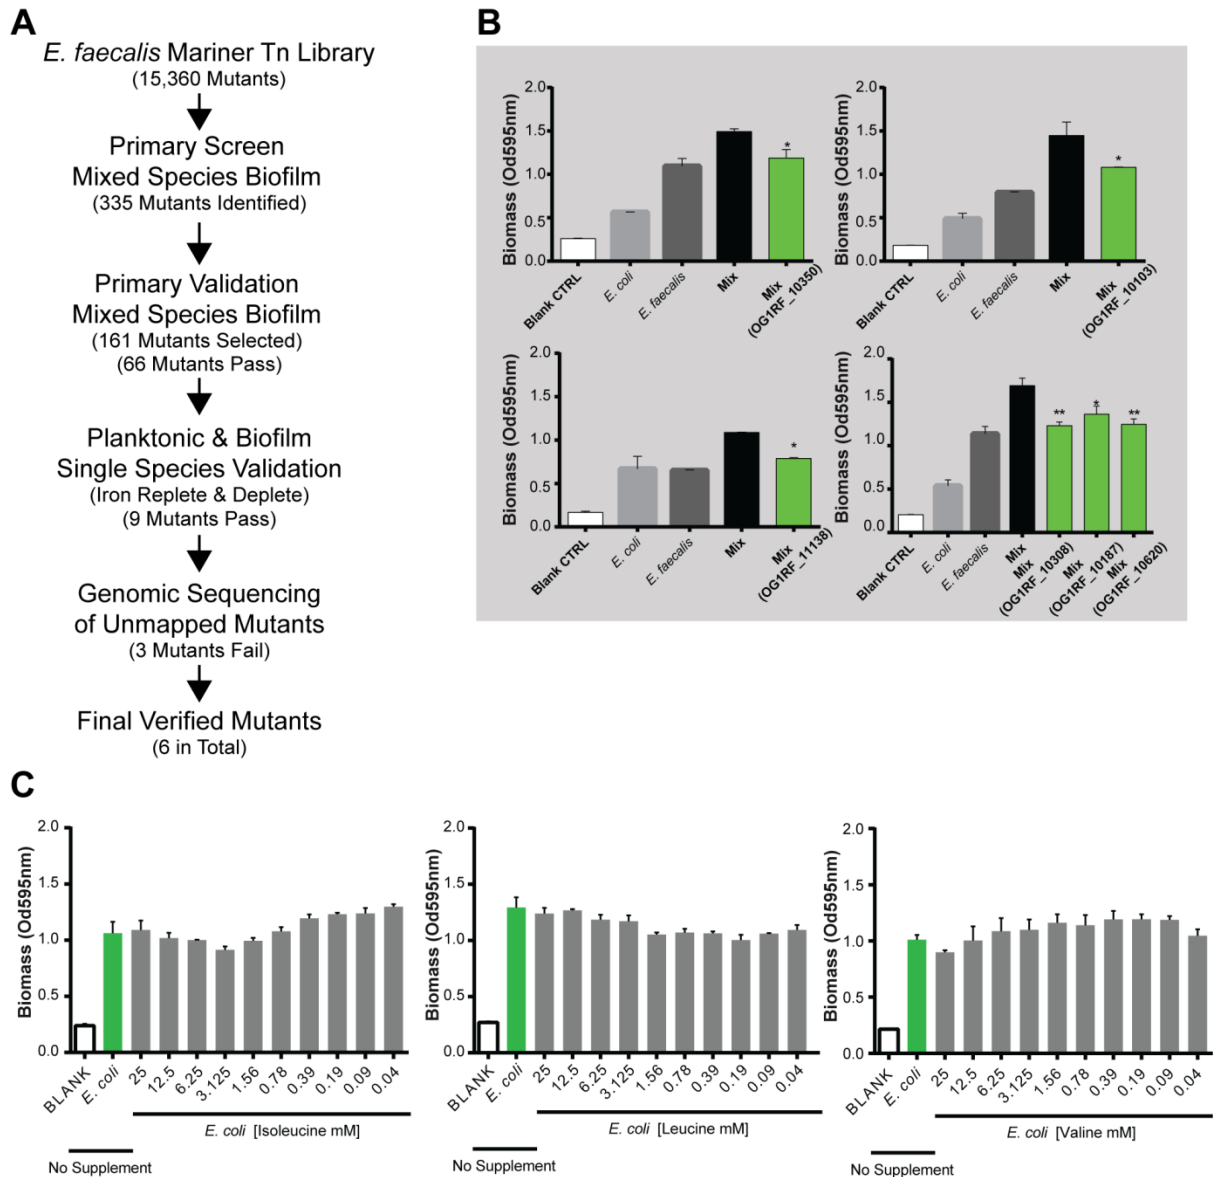 A
E. faecalis Mariner Tn Library
(15,360 Mutants)
Primary Screen
Mixed Species Biofilm
(335 Mutants Identified)
Primary Validation
Mixed Species Biofilm
(161 Mutants Selected)
(66 Mutants Pass)
Planktonic & Biofilm
Single Species Validation
(Iron Replete & Deplete)
(9 Mutants Pass)
Genomic Sequencing
of Unmapped Mutants
(3 Mutants Fail)
Final Verified Mutants
(6 in Total)
B
Biomass (Od595nm)
2.0
1.5
1.0
0.5
0.0
*
Blank CTRL
E. coli
E. faecalis
Mix
Mix
(OG1RF_10350)
Biomass (Od595nm)
2.0
1.5
1.0
0.5
0.0
*
Blank CTRL
E. coli
E. faecalis
Mix
Mix
(OG1RF_10103)
Biomass (Od595nm)
2.0
1.5
1.0
0.5
0.0
*
Blank CTRL
E. coli
E. faecalis
Mix
Mix
(OG1RF_11138)
Biomass (Od595nm)
2.0
1.5
1.0
0.5
0.0
** * **
Blank CTRL
E. coli
E. faecalis
Mix
Mix
(OG1RF_10308)
Mix
(OG1RF_10187)
Mix
(OG1RF_10620)
C
Biomass (Od595nm)
2.0
1.5
1.0
0.5
0.0
BLANK
E. coli
25
12.5
6.25
3.125
1.56
0.78
0.39
0.19
0.09
0.04
E. coli [Isoleucine mM]
No Supplement
Biomass (Od595nm)
2.0
1.5
1.0
0.5
0.0
BLANK
E. coli
25
12.5
6.25
3.125
1.56
0.78
0.39
0.19
0.09
0.04
E. coli [Leucine mM]
No Supplement
Biomass (Od595nm)
2.0
1.5
1.0
0.5
0.0
BLANK
E. coli
25
12.5
6.25
3.125
1.56
0.78
0.39
0.19
0.09
0.04
E. coli [Valine mM]
No Supplement